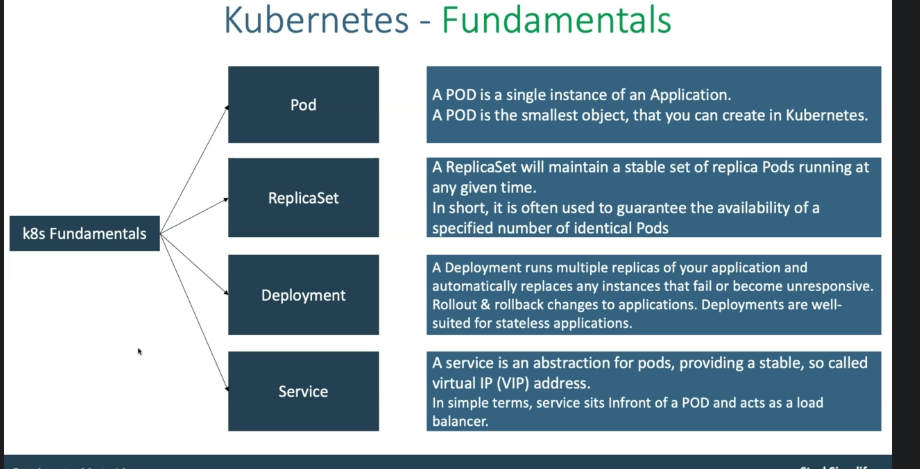 Kubernetes - Fundamentals
Pod
A POD is a single instance of an Application.
A POD is the smallest object, that you can create in Kubernetes.
ReplicaSet
A ReplicaSet will maintain a stable set of replica Pods running at
any given time.
In short, it is often used to guarantee the availability of a
specified number of identical Pods
k8s Fundamentals
Deployment
A Deployment runs multiple replicas of your application and
automatically replaces any instances that fail or become unresponsive.
Rollout & rollback changes to applications. Deployments are well-
suited for stateless applications.
Service
A service is an abstraction for pods, providing a stable, so called
virtual IP (VIP) address.
In simple terms, service sits Infront of a POD and acts as a load
balancer.